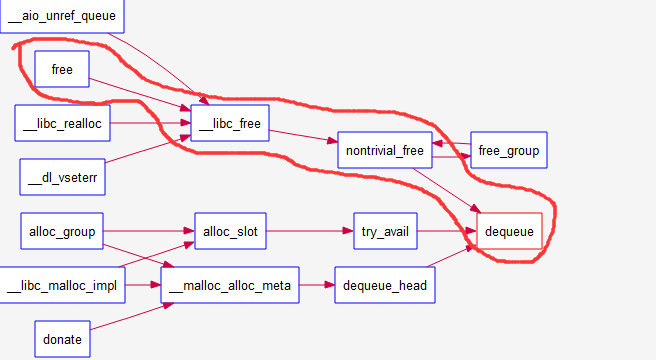 __aio_unref_queue
free
__libc_realloc
__libc_free
nontrivial_free
free_group
__dl_vseterr
alloc_group
alloc_slot
try_avail
dequeue
__libc_malloc_impl
__malloc_alloc_meta
dequeue_head
donate